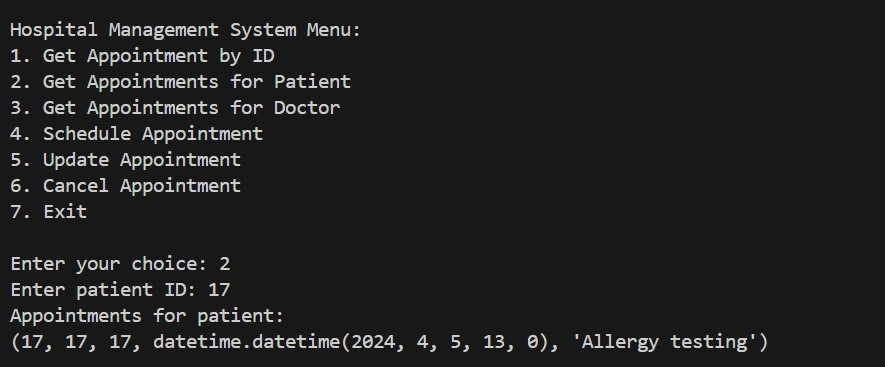 Hospital Management System Menu:
1. Get Appointment by ID
2. Get Appointments for Patient
3. Get Appointments for Doctor
4. Schedule Appointment
5. Update Appointment
6. Cancel Appointment
7. Exit
Enter your choice: 2
Enter patient ID: 17
Appointments for patient:
(17, 17, 17, datetime.datetime(2024, 4, 5, 13, 0), 'Allergy testing')